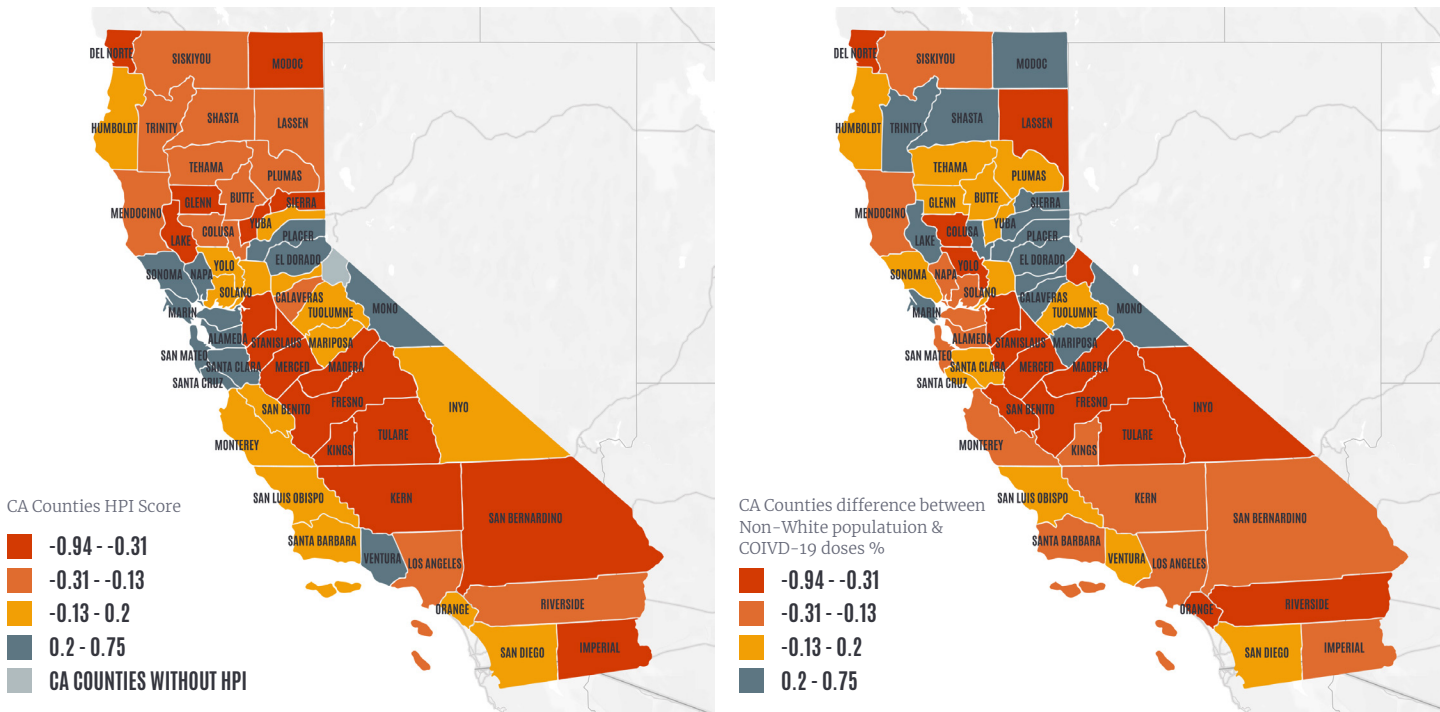 DEL NORTE
SISKIYOU
MODOC
HUMBOLDT
TRINITY
SHASTA
LASSEN
TEHAMA
PLUMAS
GLENN
BUTTE
SIERRA
MENDOCINO
LAKE
COLUSA
YUBA
PLACER
SONOMA
NAPA
YOLO
EL DORADO
SOLANO
CALAVERAS
MARIN
TUOLUMNE
MONO
ALAMEDA
STANISLAUS
MARIPOSA
SAN MATEO
SANTA CLARA
MERCED
MADERA
SANTA CRUZ
SAN BENITO
FRESNO
INYO
MONTEREY
KINGS
TULARE
SAN LUIS OBISPO
KERN
SAN BERNARDINO
SANTA BARBARA
VENTURA
LOS ANGELES
ORANGE
RIVERSIDE
SAN DIEGO
IMPERIAL
CA Counties HPI Score
-0.94 - -0.31
-0.31 - -0.13
-0.13 - 0.2
0.2 - 0.75
CA COUNTIES WITHOUT HPI
DEL NORTE
SISKIYOU
MODOC
HUMBOLDT
TRINITY
SHASTA
LASSEN
TEHAMA
PLUMAS
GLENN
BUTTE
SIERRA
MENDOCINO
LAKE
COLUSA
YUBA
PLACER
SONOMA
NAPA
YOLO
EL DORADO
SOLANO
CALAVERAS
MARIN
TUOLUMNE
MONO
ALAMEDA
STANISLAUS
MARIPOSA
SAN MATEO
SANTA CLARA
MERCED
MADERA
SANTA CRUZ
SAN BENITO
FRESNO
INYO
MONTEREY
KINGS
TULARE
SAN LUIS OBISPO
KERN
SAN BERNARDINO
SANTA BARBARA
VENTURA
LOS ANGELES
ORANGE
RIVERSIDE
SAN DIEGO
IMPERIAL
CA Counties difference between
Non-White populatuion &
COIVD-19 doses %
-0.94 - -0.31
-0.31 - -0.13
-0.13 - 0.2
0.2 - 0.75